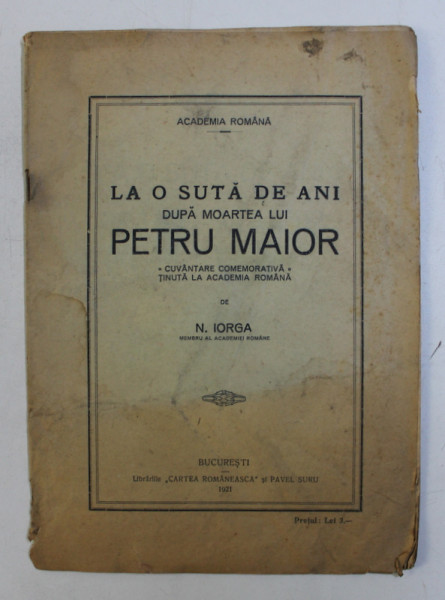 ACADEMIA ROMÂNĂ
LA O SUTĂ DE ANI
DUPĂ MOARTEA LUI
PETRU MAIOR
» CUVÂNTARE COMEMORATIVĂ «
ȚINUTĂ LA ACADEMIA ROMÂNĂ
DE
N. IORGA
MEMBRU AL ACADEMIEI ROMÂNE
BUCUREȘTI
Librăriile „CARTEA ROMÂNEASCA” și PAVEL SURU
1921
Prețul: Lei 3.—